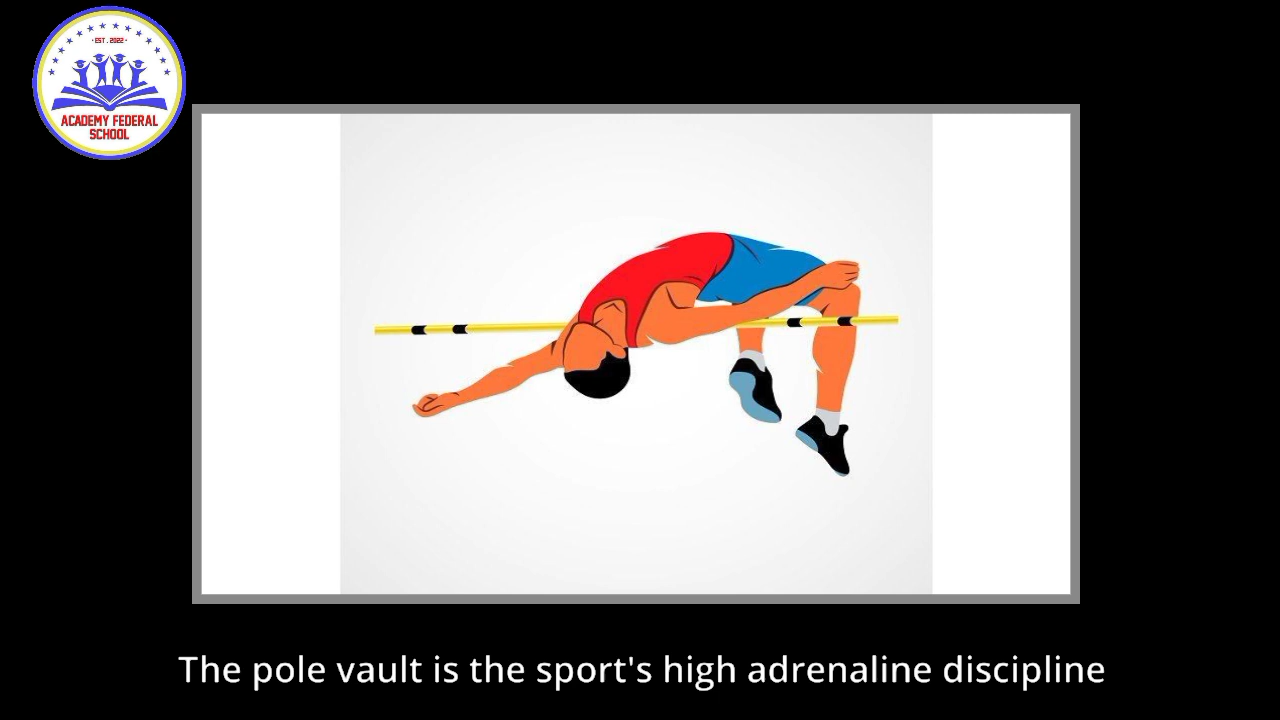 · EST . 2022 ·
ACADEMY FEDERAL
SCHOOL
The pole vault is the sport's high adrenaline discipline